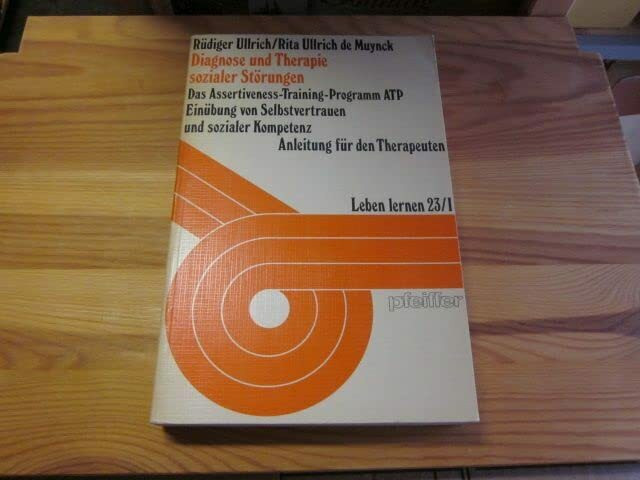 Rüdiger Ullrich/Rita Ullrich de Muynck
Diagnose und Therapie
sozialer Störungen
Das Assertiveness-Training-Programm ATP
Einübung von Selbstvertrauen
und sozialer Kompetenz
Anleitung für den Therapeuten
Leben lernen 23/1
pfeiffer